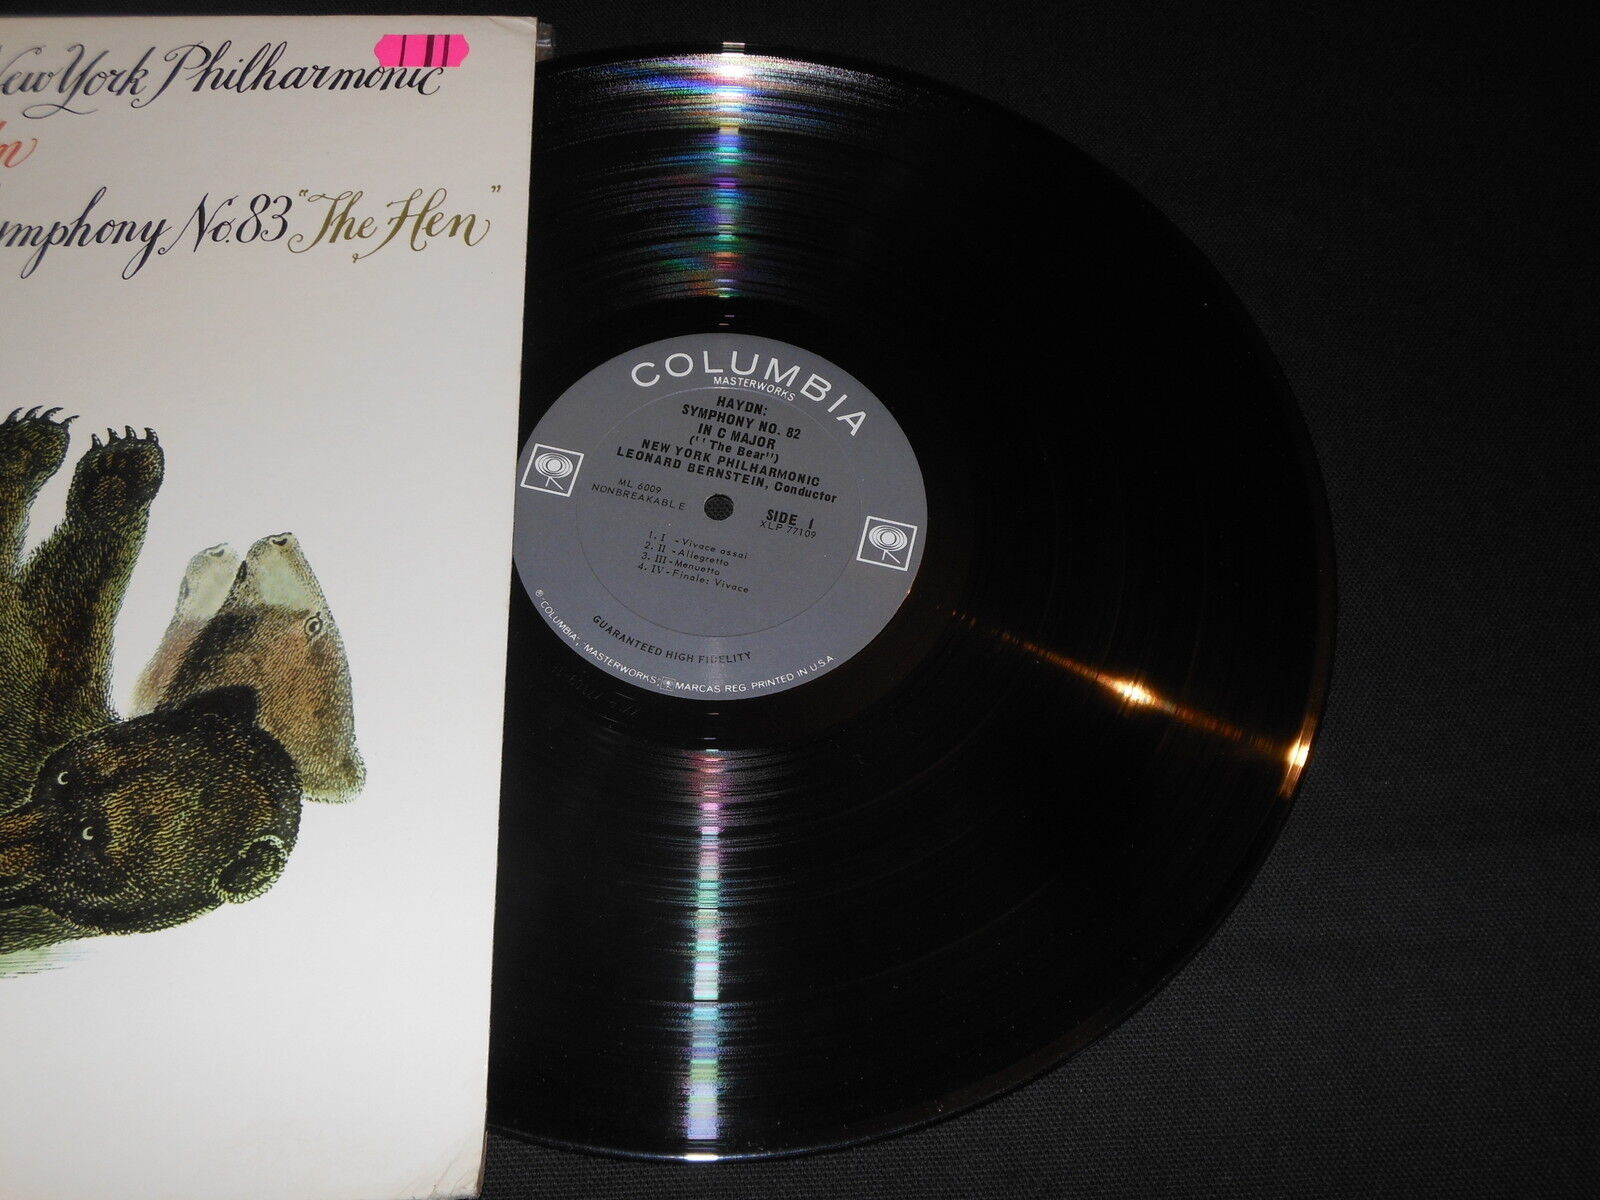 New York Philharmonic
Symphony No. 83 "The Hen"
COLUMBIA
MASTERWORKS
HAYDN:
SYMPHONY NO. 82
IN C MAJOR
(''The Bear'')
NEW YORK PHILHARMONIC
LEONARD BERNSTEIN, Conductor
ML 6009
NONBREAKABLE
SIDE 1
XLP 77109
1. I - Vivace assai
2. II - Allegretto
3. III - Menuetto
4. IV - Finale: Vivace
GUARANTEED HIGH FIDELITY
® "COLUMBIA", "MASTERWORKS", MARCAS REG. PRINTED IN U.S.A.